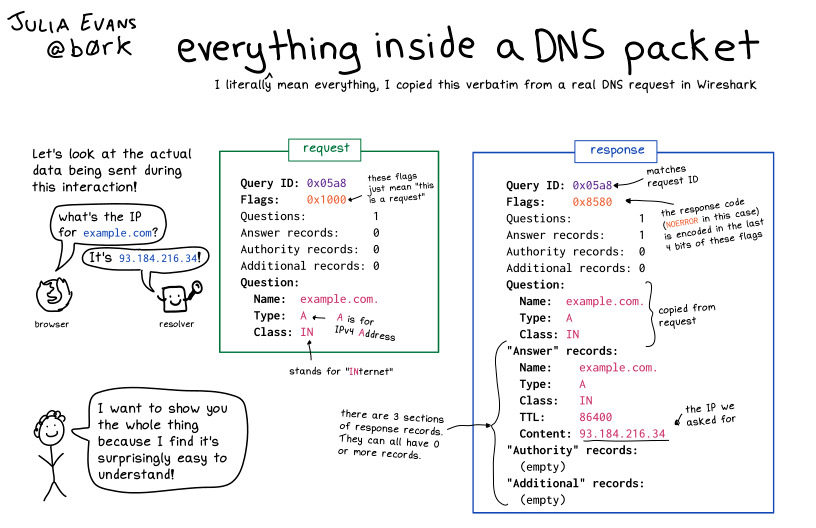 JULIA EVANS
@b0rk
everything inside a DNS packet
I literally^ mean everything, I copied this verbatim from a real DNS request in Wireshark
Let's look at the actual
data being sent during
this interaction!
what's the IP
for example.com?
It's 93.184.216.34!
browser
resolver
I want to show you
the whole thing
because I find it's
surprisingly easy to
understand!
request
Query ID: 0x05a8
Flags: 0x1000
these flags
just mean "this
is a request"
Questions: 1
Answer records: 0
Authority records: 0
Additional records: 0
Question:
Name: example.com.
Type: A
A is for
IPv4 Address
Class: IN
stands for "INternet"
response
Query ID: 0x05a8
matches
request ID
Flags: 0x8580
the response code
(NOERROR in this case)
is encoded in the last
4 bits of these flags
Questions: 1
Answer records: 1
Authority records: 0
Additional records: 0
Question:
Name: example.com.
Type: A
Class: IN
copied from
request
"Answer" records:
Name: example.com.
Type: A
Class: IN
TTL: 86400
Content: 93.184.216.34
the IP we
asked for
"Authority" records:
(empty)
"Additional" records:
(empty)
there are 3 sections
of response records.
They can all have 0
or more records.